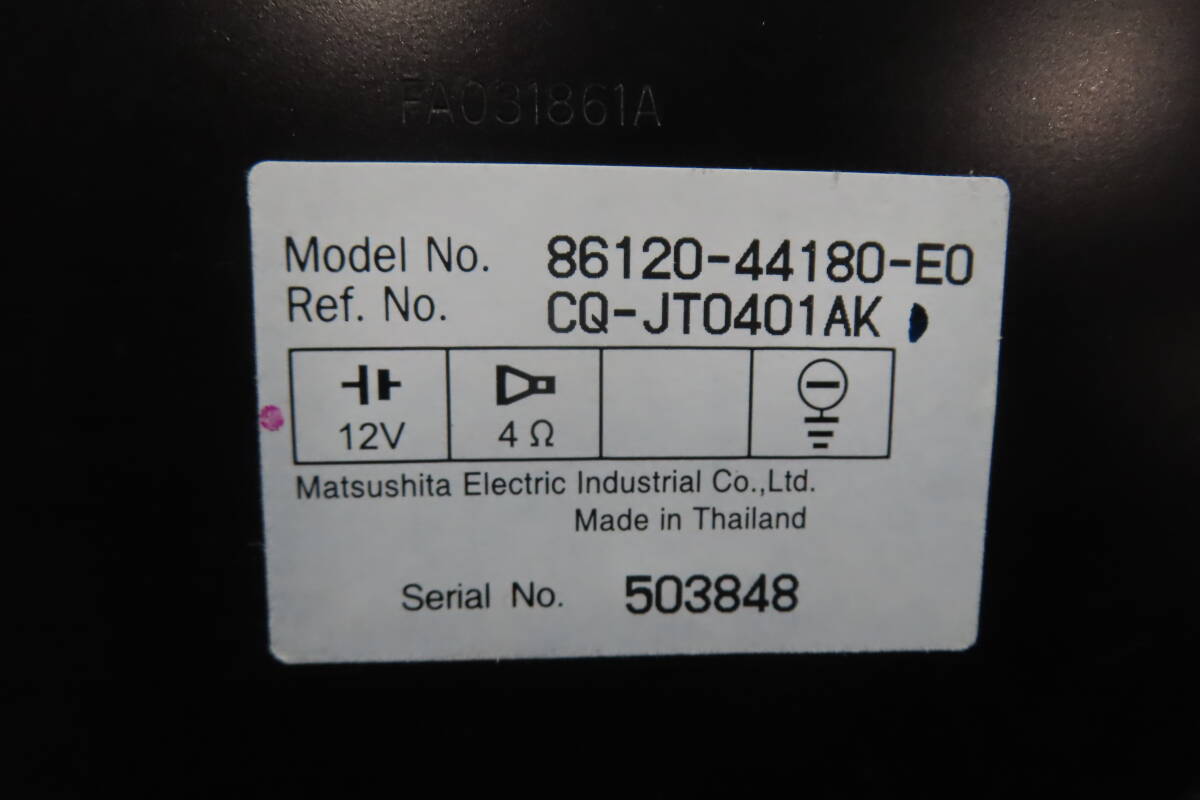 FA031861A
Model No. 86120-44180-E0
Ref. No. CQ-JT0401AK
12V 4 Ω
Matsushita Electric Industrial Co.,Ltd.
Made in Thailand
Serial No. 503848